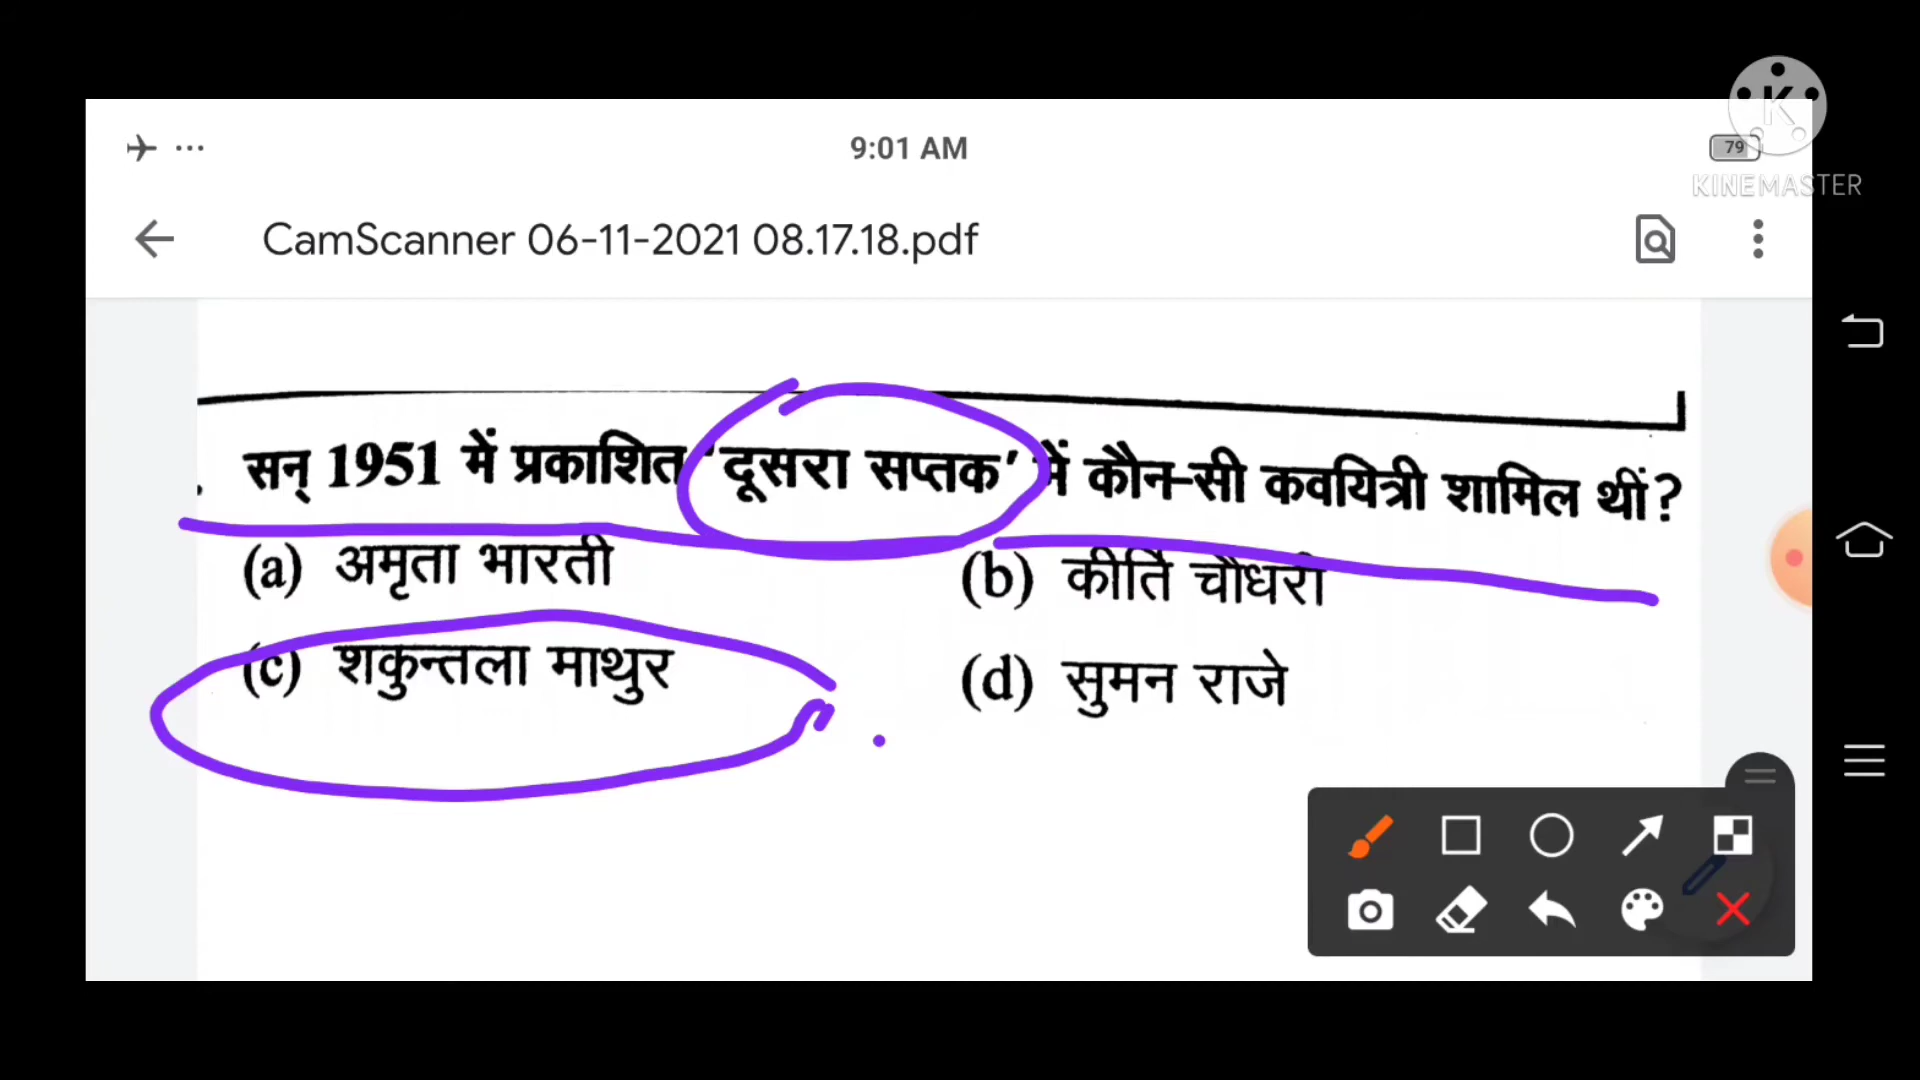 9:01 AM
79
KINEMASTER
CamScanner 06-11-2021 08.17.18.pdf
सन् 1951 में प्रकाशित 'दूसरा सप्तक' में कौन-सी कवयित्री शामिल थीं?
(a) अमृता भारती
(b) कीर्ति चौधरी
(c) शकुन्तला माथुर
(d) सुमन राजे